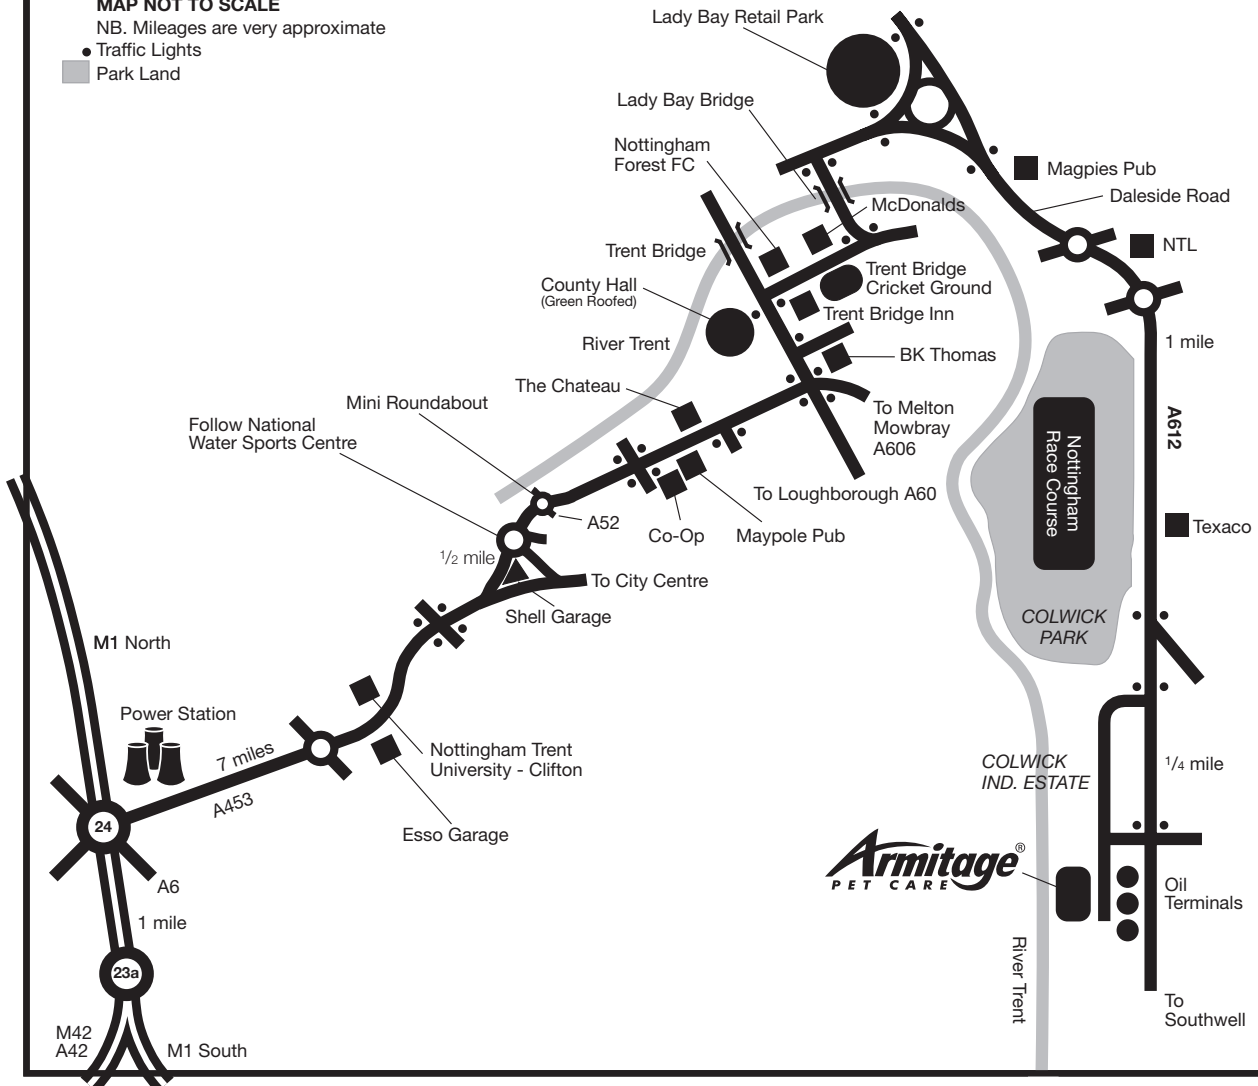 MAP NOT TO SCALE
NB. Mileages are very approximate
Traffic Lights
Park Land
Lady Bay Retail Park
Lady Bay Bridge
Nottingham
Forest FC
Magpies Pub
Daleside Road
McDonalds
NTL
Trent Bridge
Trent Bridge
Cricket Ground
County Hall
(Green Roofed)
Trent Bridge Inn
River Trent
1 mile
BK Thomas
The Chateau
Mini Roundabout
To Melton
Mowbray
A606
A612
Follow National
Water Sports Centre
Nottingham
Race Course
To Loughborough A60
A52
Co-Op
Maypole Pub
Texaco
1/2 mile
To City Centre
Shell Garage
COLWICK
PARK
M1 North
Power Station
7 miles
A453
Nottingham Trent
University - Clifton
COLWICK
IND. ESTATE
1/4 mile
24
Esso Garage
Armitage®
PET CARE
A6
Oil
Terminals
1 mile
River Trent
23a
To
Southwell
M42
A42
M1 South